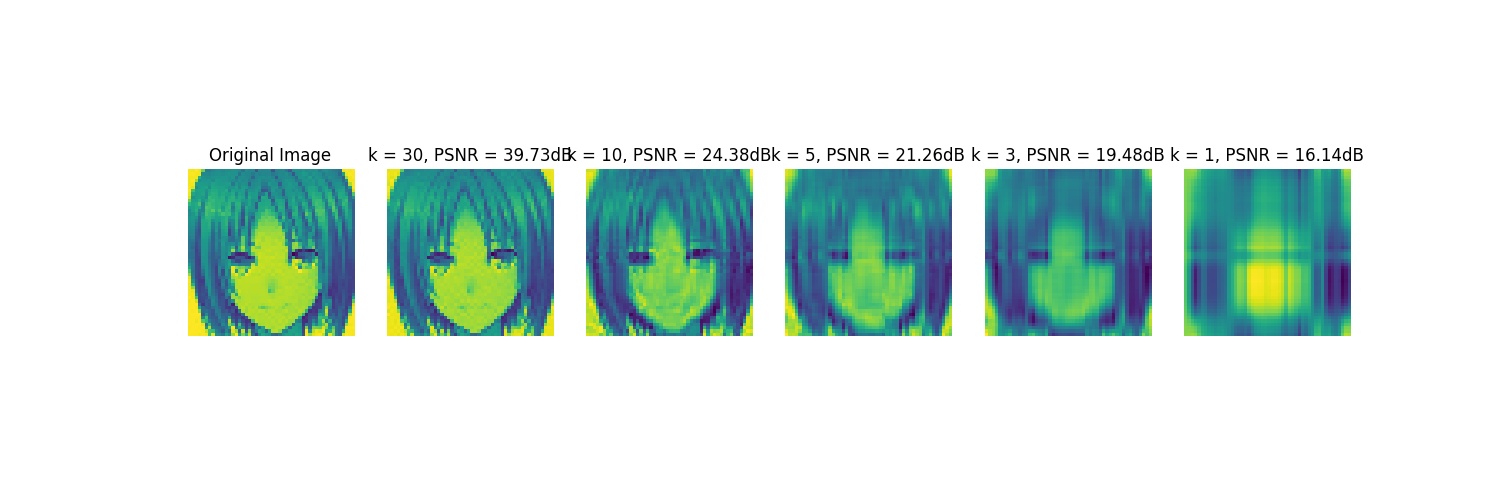 Original Image
k = 30, PSNR = 39.73dB
k = 10, PSNR = 24.38dB
k = 5, PSNR = 21.26dB
k = 3, PSNR = 19.48dB
k = 1, PSNR = 16.14dB